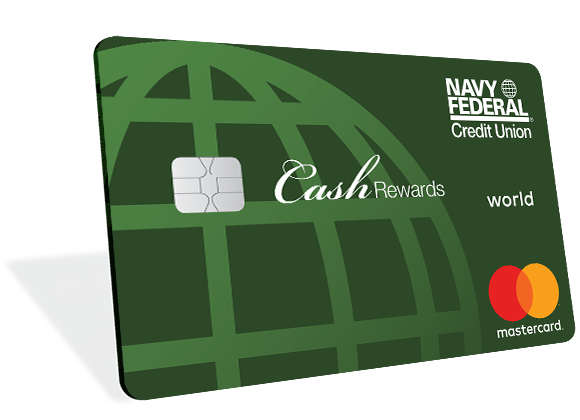 NAVY
FEDERAL®
Credit Union
Cash Rewards
world
mastercard.